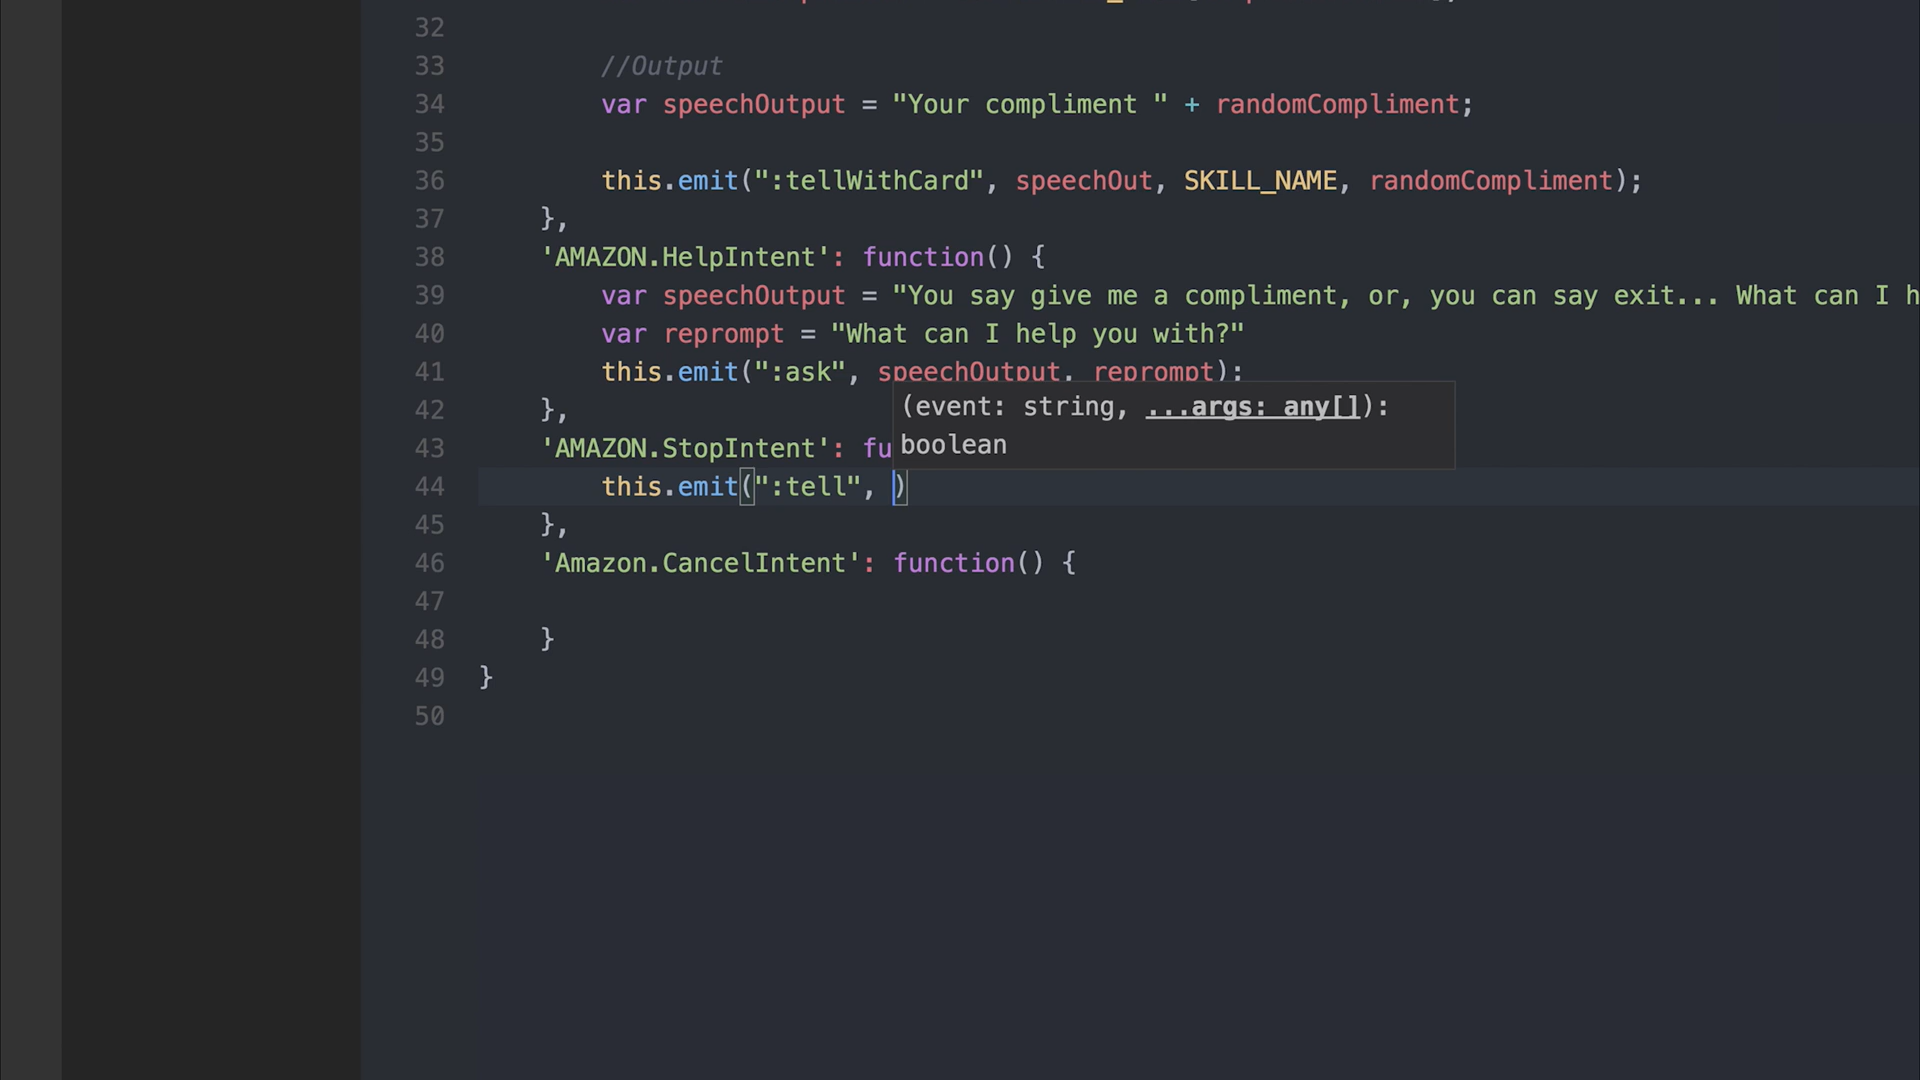 32
33 //Output
34 var speechOutput = "Your compliment " + randomCompliment;
35
36 this.emit(":tellWithCard", speechOut, SKILL_NAME, randomCompliment);
37 },
38 'AMAZON.HelpIntent': function() {
39 var speechOutput = "You say give me a compliment, or, you can say exit... What can I h
40 var reprompt = "What can I help you with?"
41 this.emit(":ask", speechOutput, reprompt);
(event: string, ...args: any[]):
42 },
boolean
43 'AMAZON.StopIntent': fu
44 this.emit(":tell", )
45 },
46 'Amazon.CancelIntent': function() {
47
48 }
49 }
50